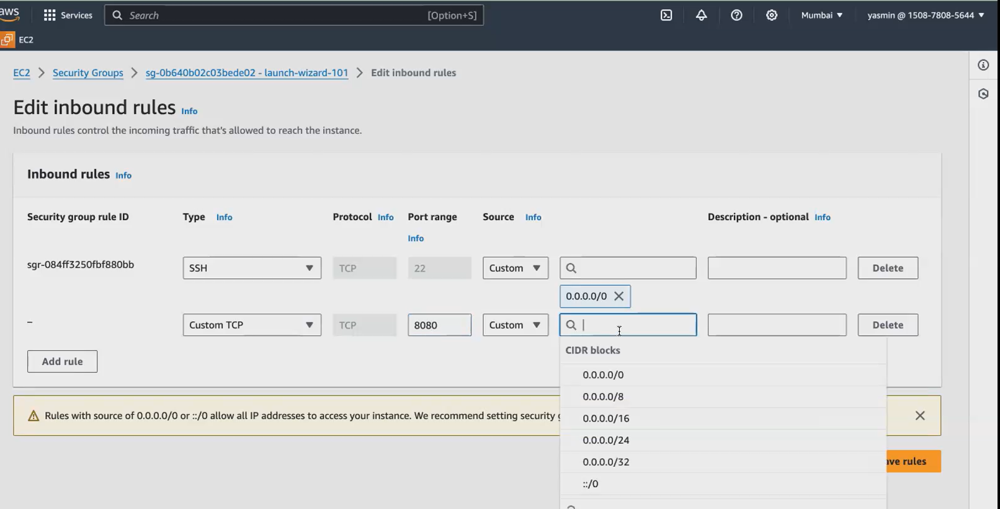 aws Services Search [Option+S] Mumbai yasmin @ 1508-7808-5644
EC2
EC2 Security Groups sg-0b640b02c03bede02 - launch-wizard-101 Edit inbound rules
Edit inbound rules Info
Inbound rules control the incoming traffic that's allowed to reach the instance.
Inbound rules Info
Security group rule ID Type Info Protocol Info Port range Source Info Description - optional Info
Info
sgr-084ff3250fbf880bb SSH TCP 22 Custom Delete
0.0.0.0/0
– Custom TCP TCP 8080 Custom Delete
CIDR blocks
Add rule
0.0.0.0/0
0.0.0.0/8
Rules with source of 0.0.0.0/0 or ::/0 allow all IP addresses to access your instance. We recommend setting security
0.0.0.0/16
0.0.0.0/24
0.0.0.0/32
ave rules
::/0